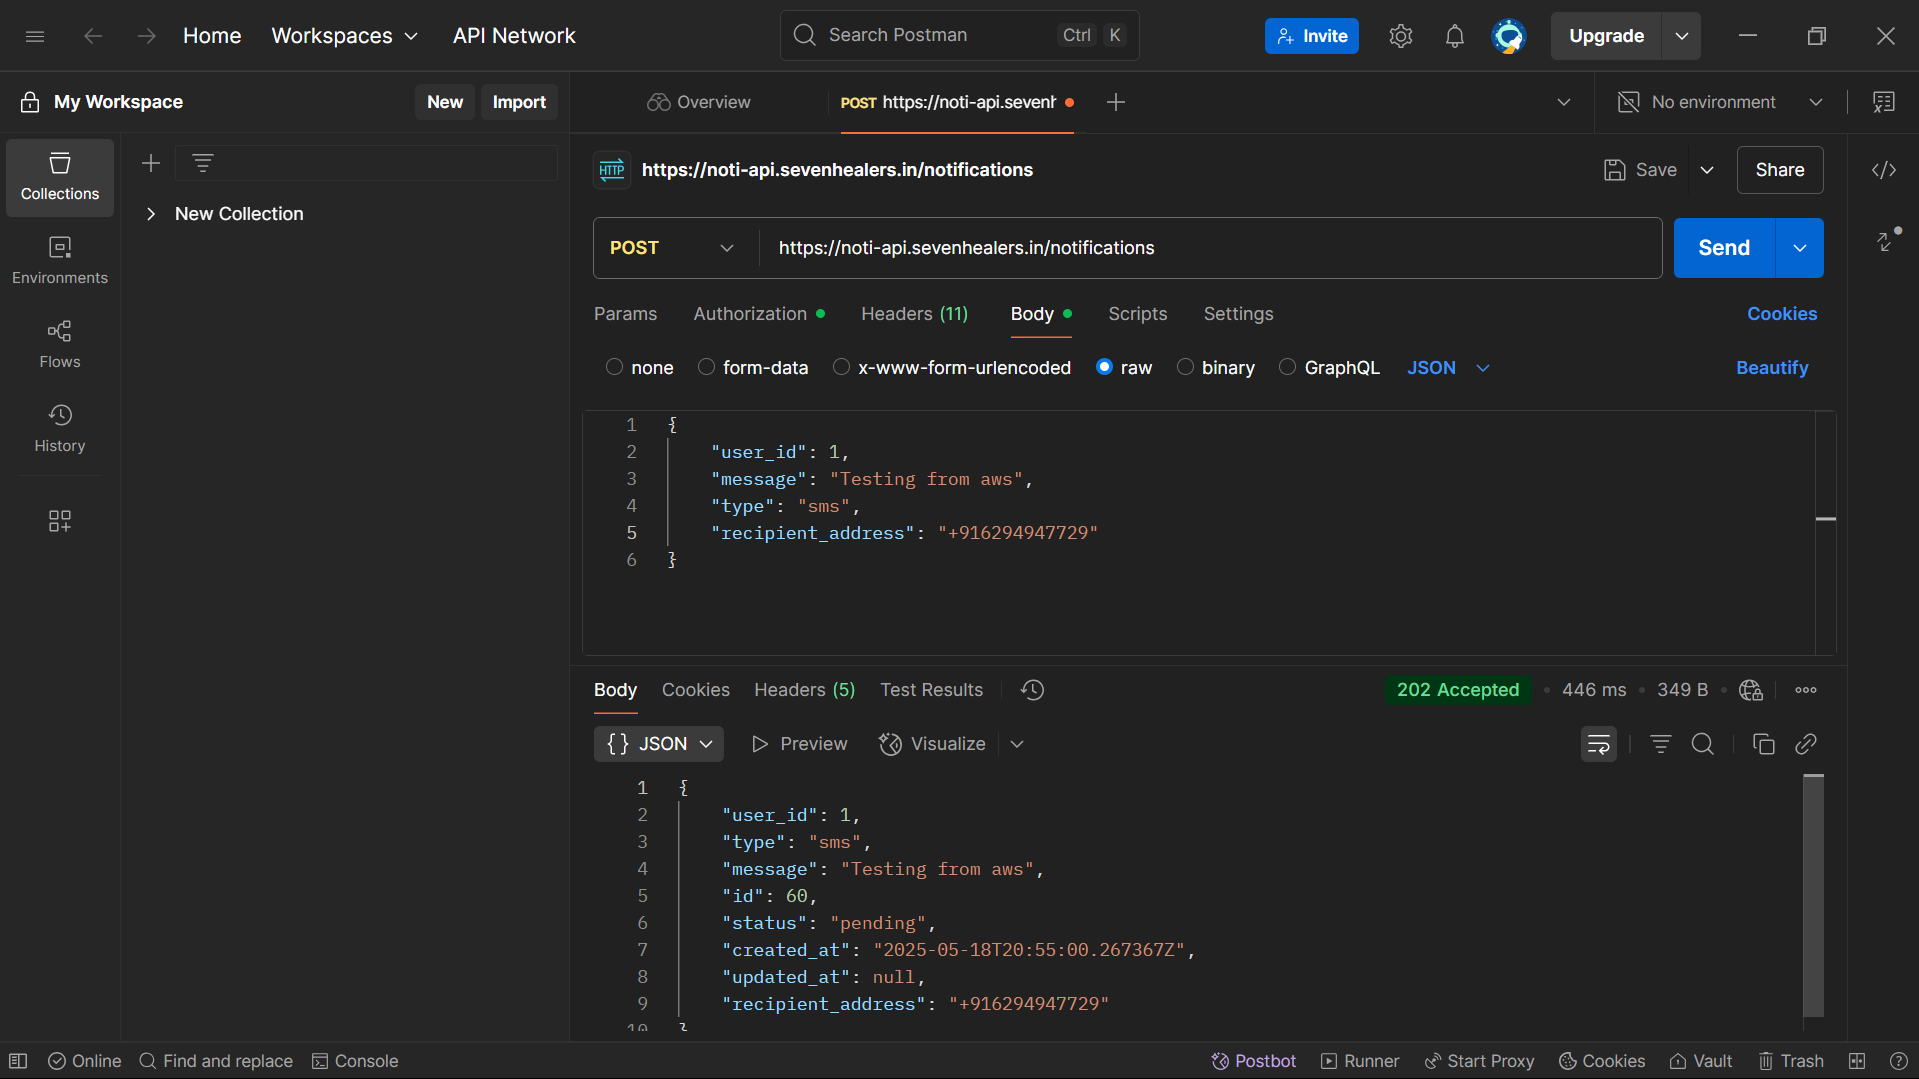 Home Workspaces API Network Search Postman Ctrl K Invite Upgrade
My Workspace New Import Overview POST https://noti-api.sevenh No environment
Collections
New Collection
Environments
Flows
History
HTTP https://noti-api.sevenhealers.in/notifications Save Share
POST https://noti-api.sevenhealers.in/notifications Send
Params Authorization Headers (11) Body Scripts Settings Cookies
none form-data x-www-form-urlencoded raw binary GraphQL JSON Beautify
1 {
2 "user_id": 1,
3 "message": "Testing from aws",
4 "type": "sms",
5 "recipient_address": "+916294947729"
6 }
Body Cookies Headers (5) Test Results 202 Accepted 446 ms 349 B
{} JSON Preview Visualize
1 {
2 "user_id": 1,
3 "type": "sms",
4 "message": "Testing from aws",
5 "id": 60,
6 "status": "pending",
7 "created_at": "2025-05-18T20:55:00.267367Z",
8 "updated_at": null,
9 "recipient_address": "+916294947729"
10 }
Online Find and replace Console Postbot Runner Start Proxy Cookies Vault Trash